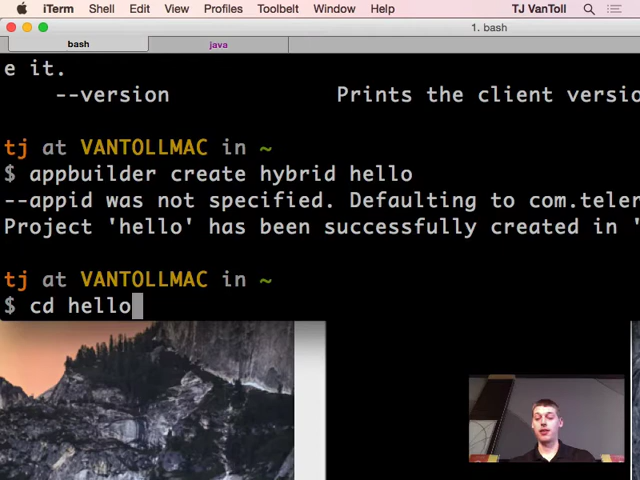 iTerm Shell Edit View Profiles Toolbelt Window Help TJ VanToll
1. bash
bash java
e it.
--version Prints the client versio
tj at VANTOLLMAC in ~
$ appbuilder create hybrid hello
--appid was not specified. Defaulting to com.teler
Project 'hello' has been successfully created in '
tj at VANTOLLMAC in ~
$ cd hello